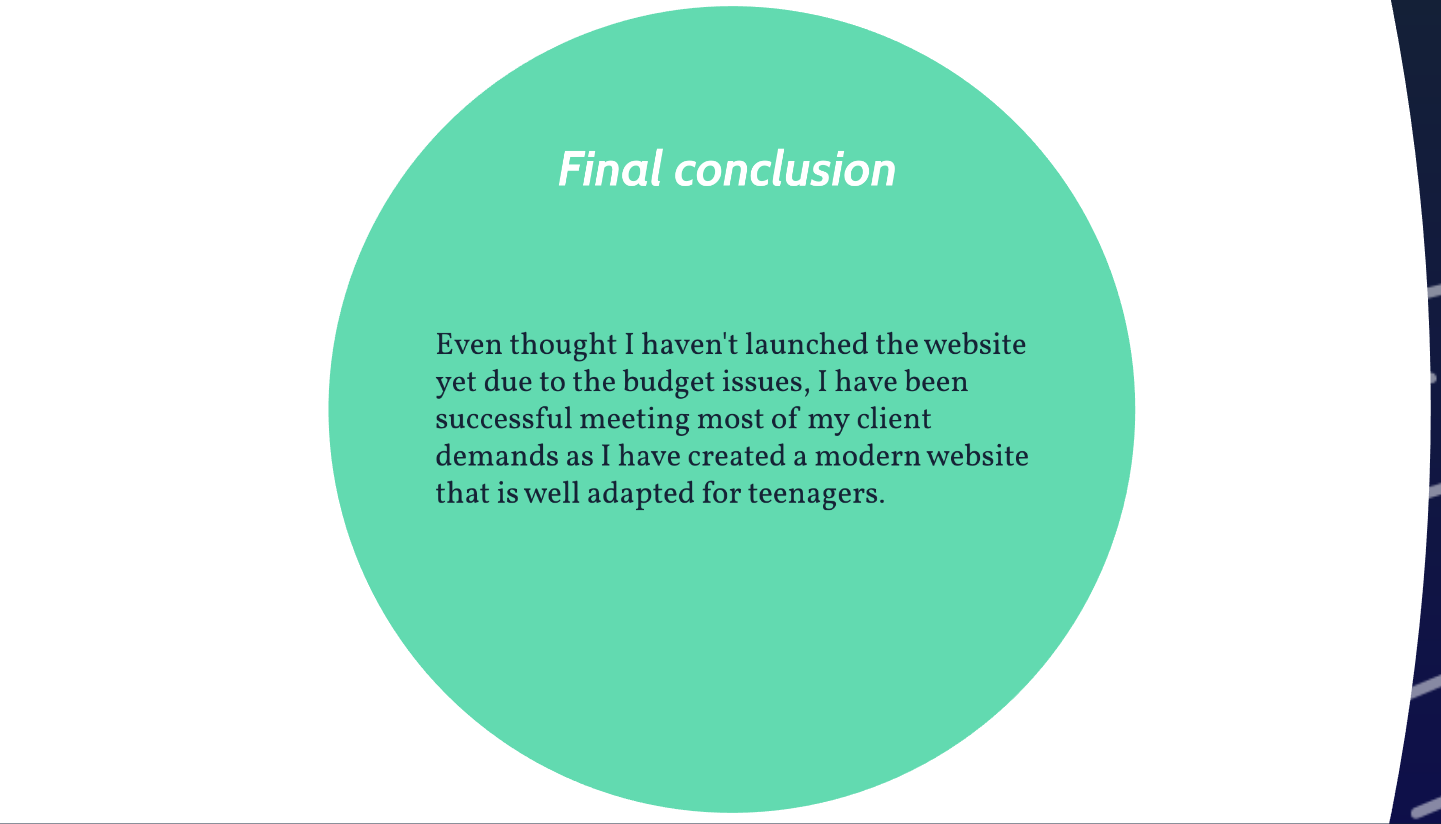 Final conclusion
Even thought I haven't launched the website
yet due to the budget issues, I have been
successful meeting most of my client
demands as I have created a modern website
that is well adapted for teenagers.